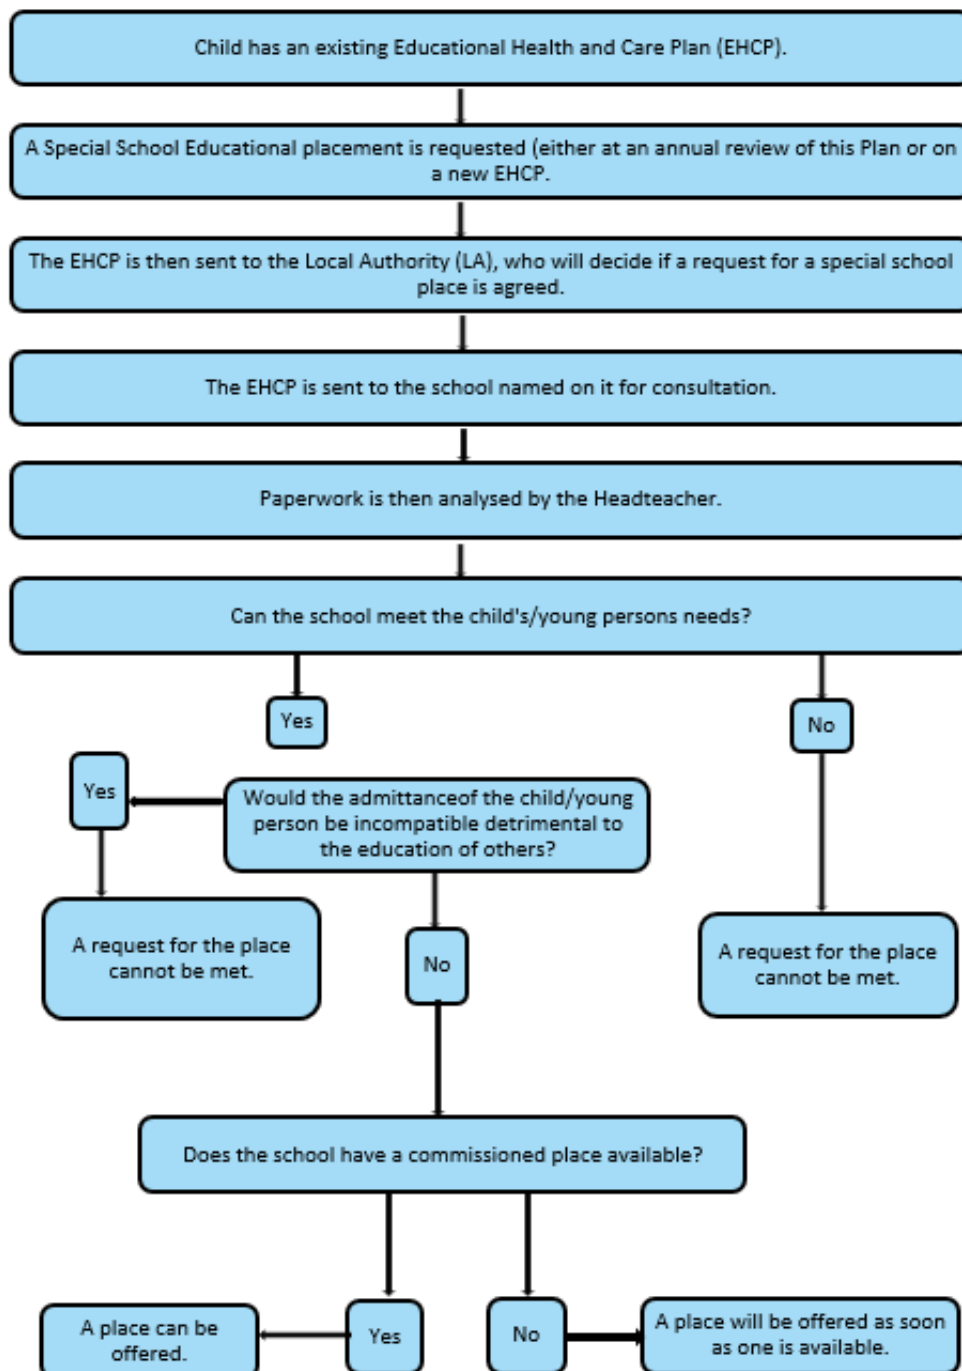 Child has an existing Educational Health and Care Plan (EHCP).
A Special School Educational placement is requested (either at an annual review of this Plan or on
a new EHCP.
The EHCP is then sent to the Local Authority (LA), who will decide if a request for a special school
place is agreed.
The EHCP is sent to the school named on it for consultation.
Paperwork is then analysed by the Headteacher.
Can the school meet the child's/young persons needs?
Yes
No
Yes
Would the admittanceof the child/young
person be incompatible detrimental to
the education of others?
A request for the place
cannot be met.
No
A request for the place
cannot be met.
Does the school have a commissioned place available?
A place can be
offered.
Yes
No
A place will be offered as soon
as one is available.